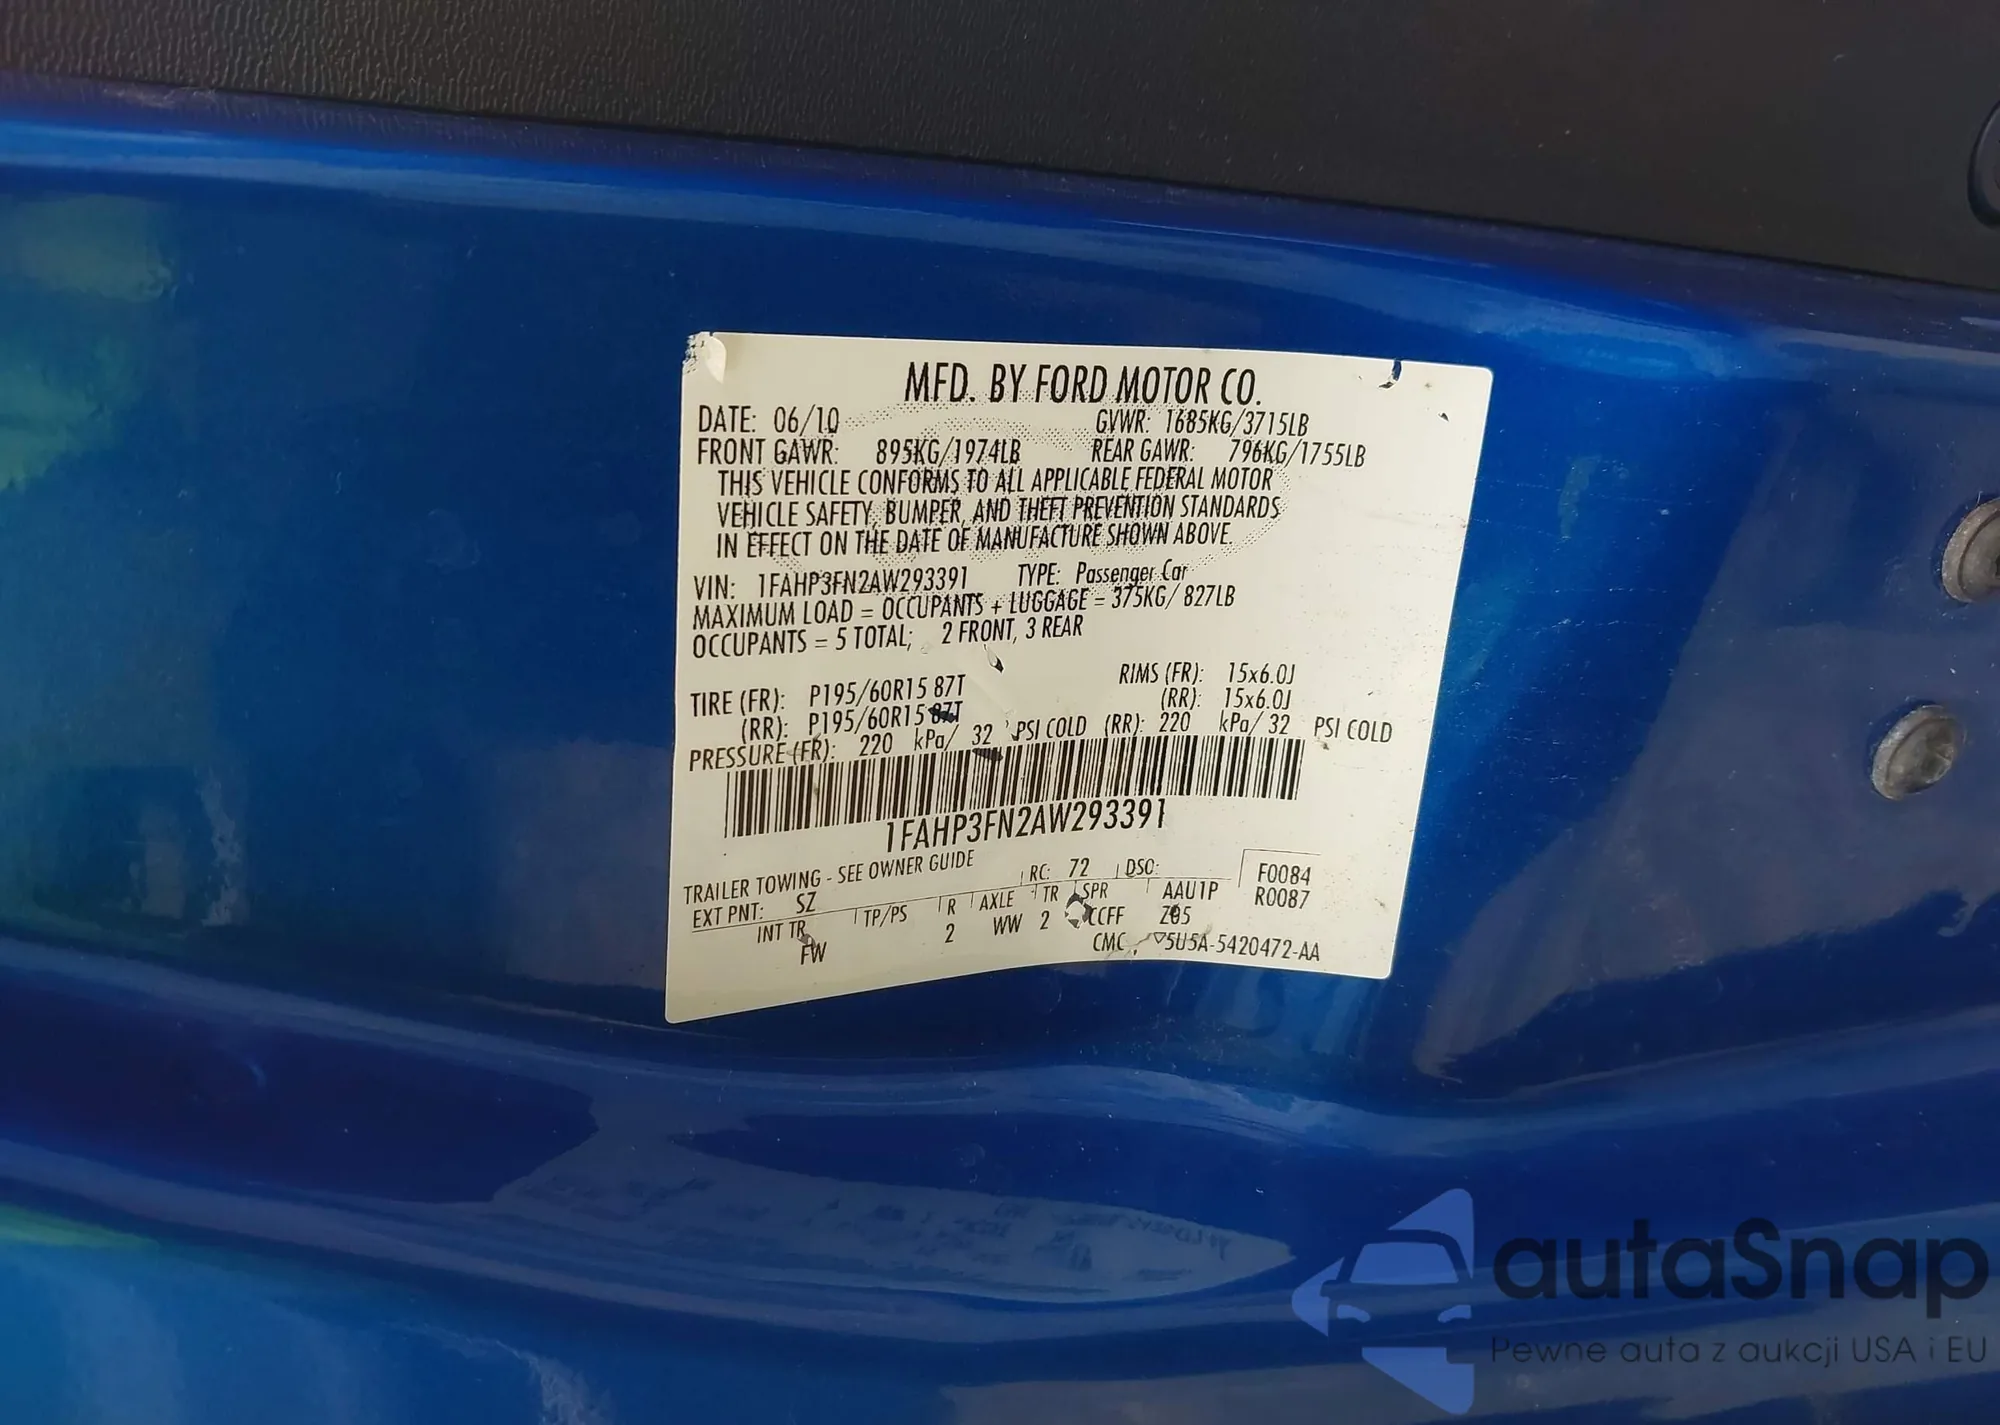 MFD. BY FORD MOTOR CO.
DATE: 06/10 GVWR: 1685KG/3715LB
FRONT GAWR: 895KG/1974LB REAR GAWR: 796KG/1755LB
THIS VEHICLE CONFORMS TO ALL APPLICABLE FEDERAL MOTOR
VEHICLE SAFETY, BUMPER, AND THEFT PREVENTION STANDARDS
IN EFFECT ON THE DATE OF MANUFACTURE SHOWN ABOVE.
VIN: 1FAHP3FN2AW293391 TYPE: Passenger Car
MAXIMUM LOAD = OCCUPANTS + LUGGAGE = 375KG/ 827LB
OCCUPANTS = 5 TOTAL; 2 FRONT, 3 REAR
TIRE (FR): P195/60R15 87T RIMS (FR): 15x6.0J
(RR): P195/60R15 87T (RR): 15x6.0J
PRESSURE (FR): 220 kPa/ 32 PSI COLD (RR): 220 kPa/ 32 PSI COLD
1FAHP3FN2AW293391
TRAILER TOWING - SEE OWNER GUIDE RC: 72 DSO: F0084
EXT PNT: SZ TP/PS R AXLE TR SPR AAU1P R0087
INT TR FW 2 WW 2 CCFF Z05
CMC 5U5A-5420472-AA
autaSnap
Pewne auta z aukcji USA i EU